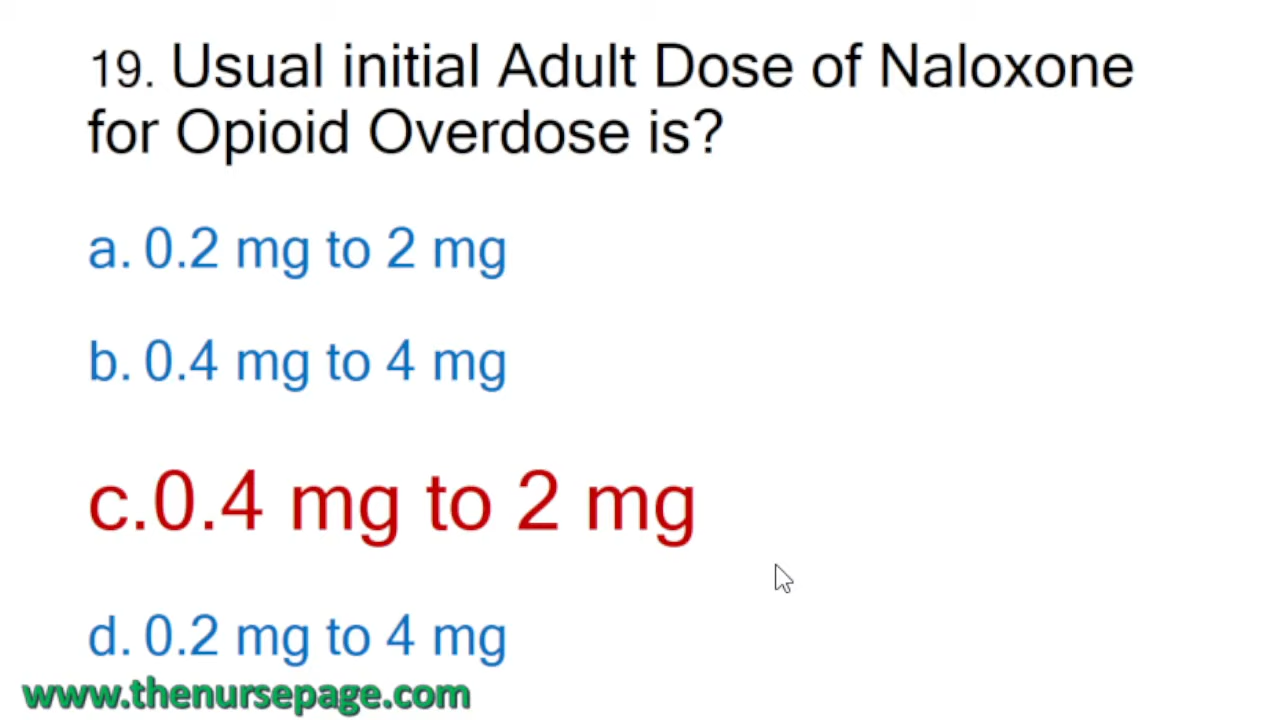 19. Usual initial Adult Dose of Naloxone
for Opioid Overdose is?
a. 0.2 mg to 2 mg
b. 0.4 mg to 4 mg
c.0.4 mg to 2 mg
d. 0.2 mg to 4 mg
www.thenursepage.com